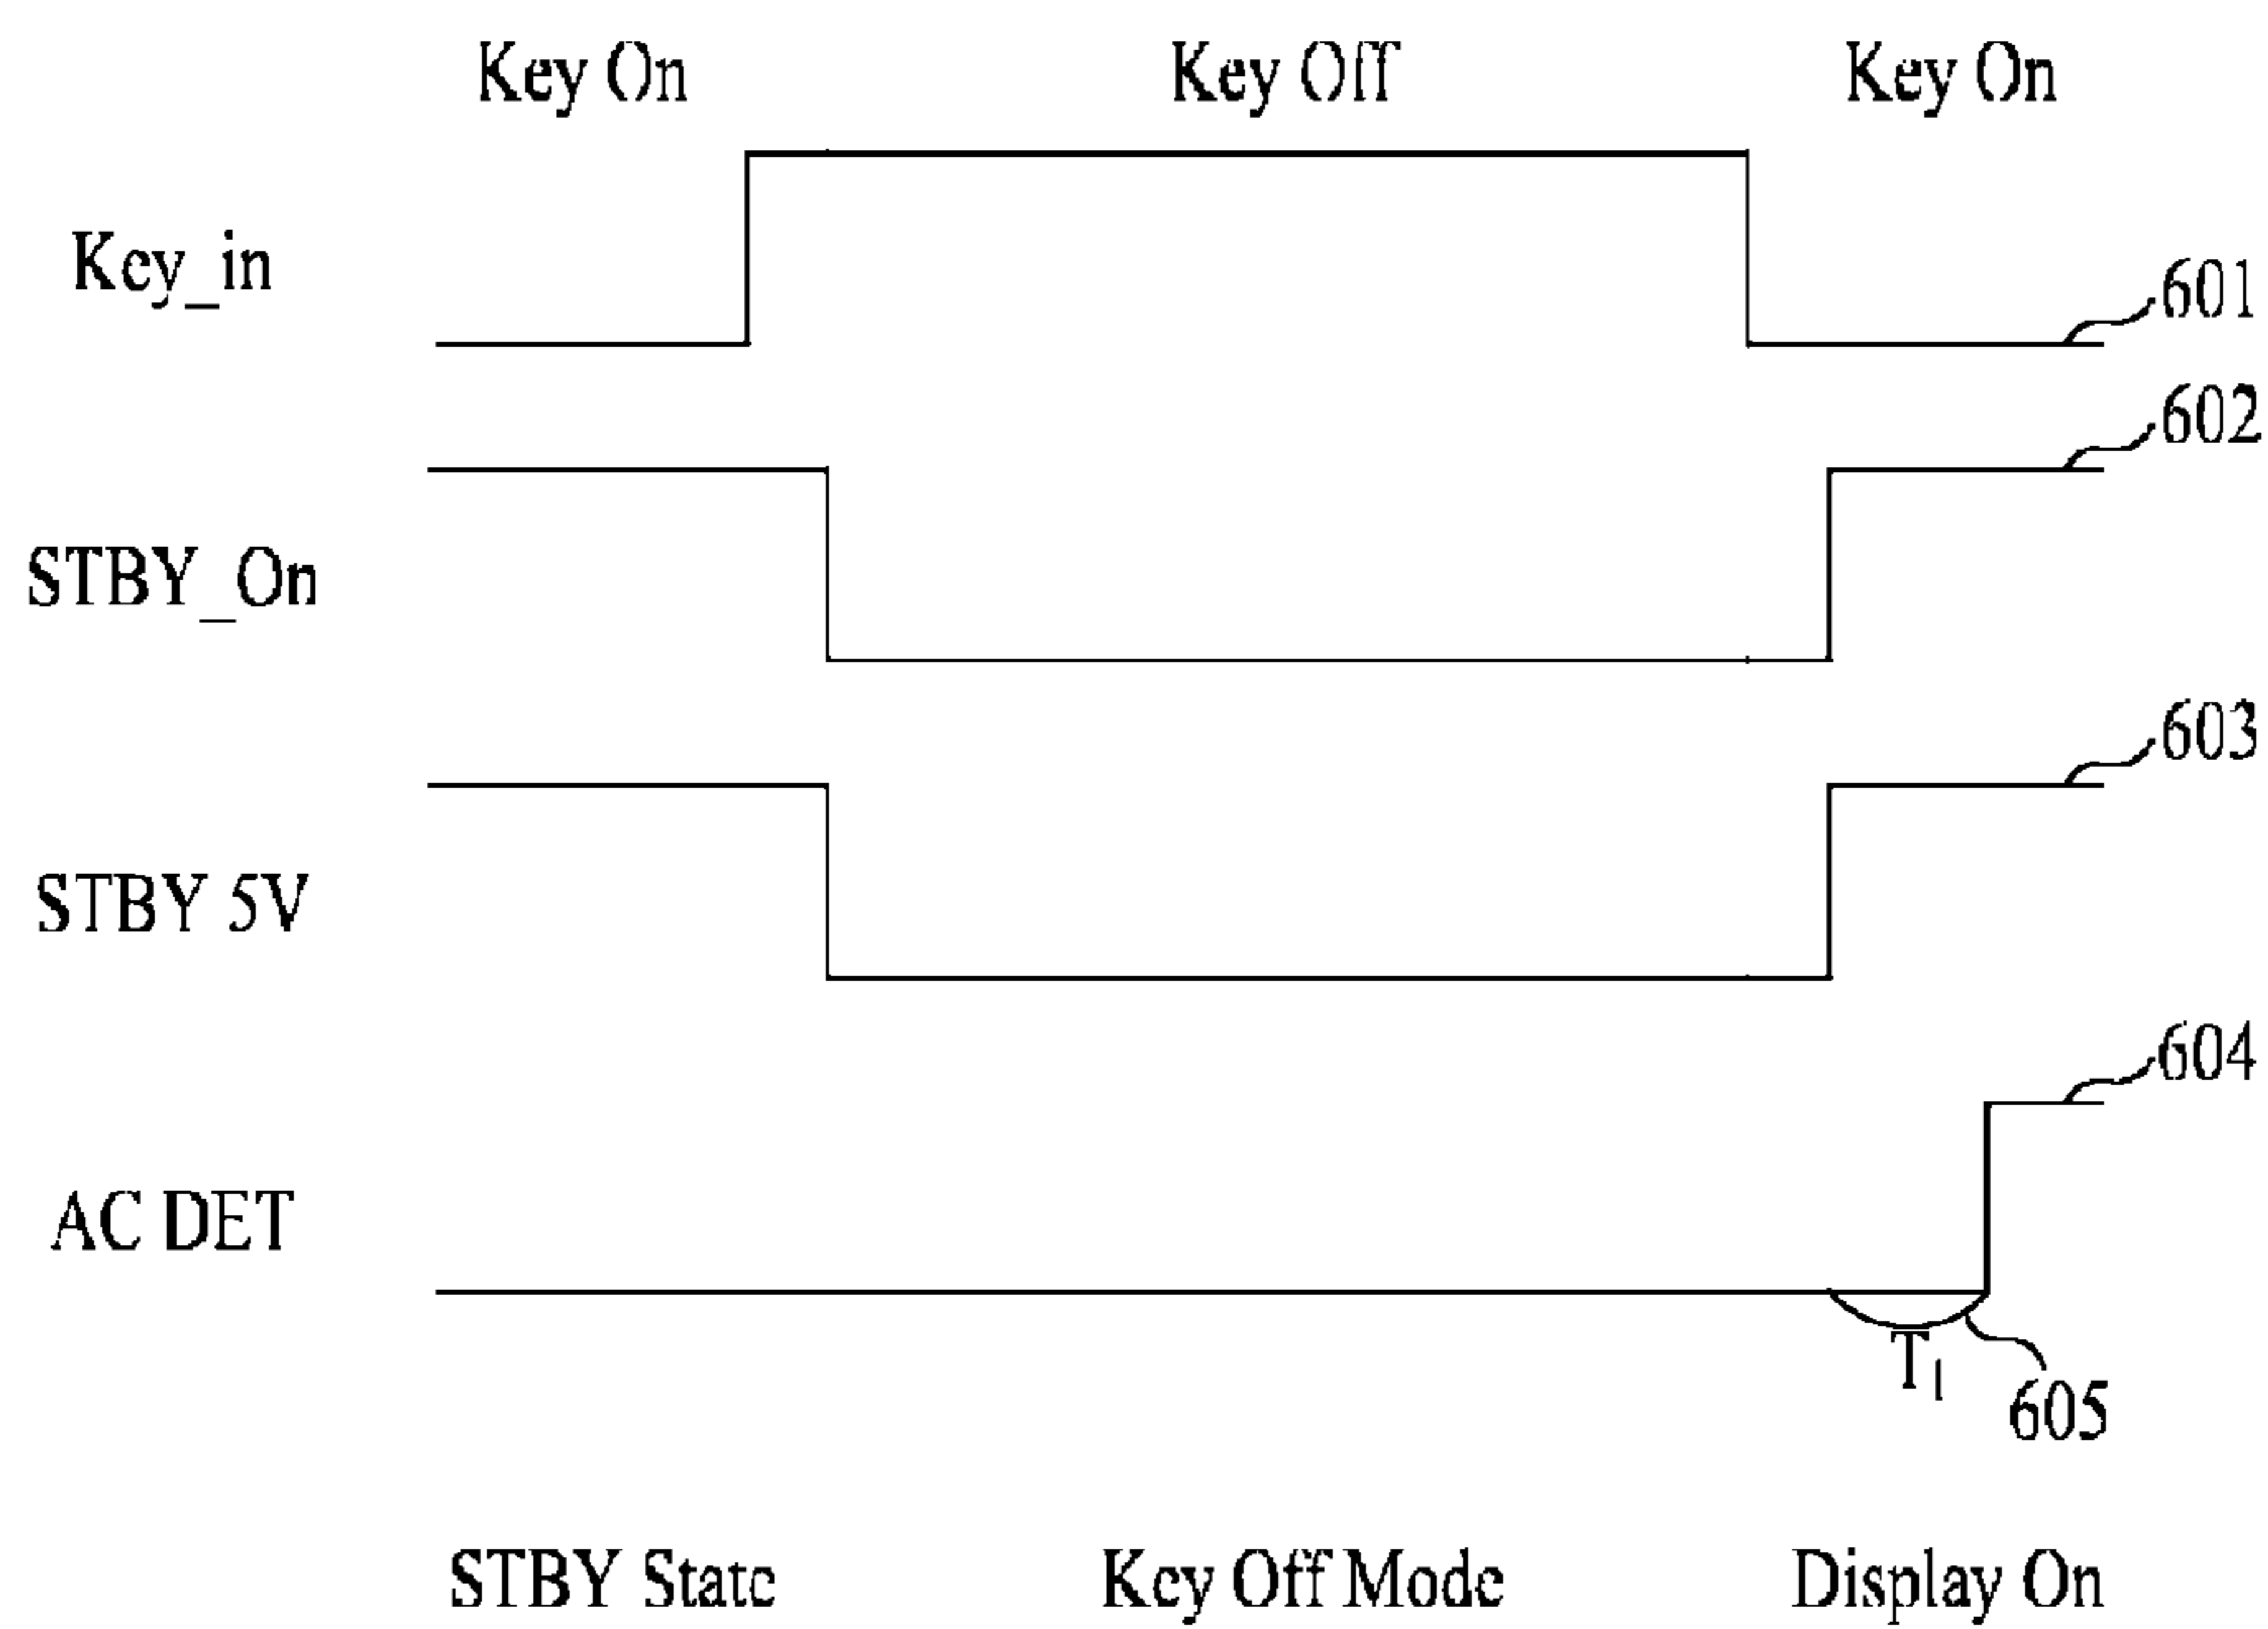 Key On Key Off Key On
Key_in
601
602
STBY_On
603
STBY 5V
604
AC DET
T1
605
STBY State Key Off Mode Display On